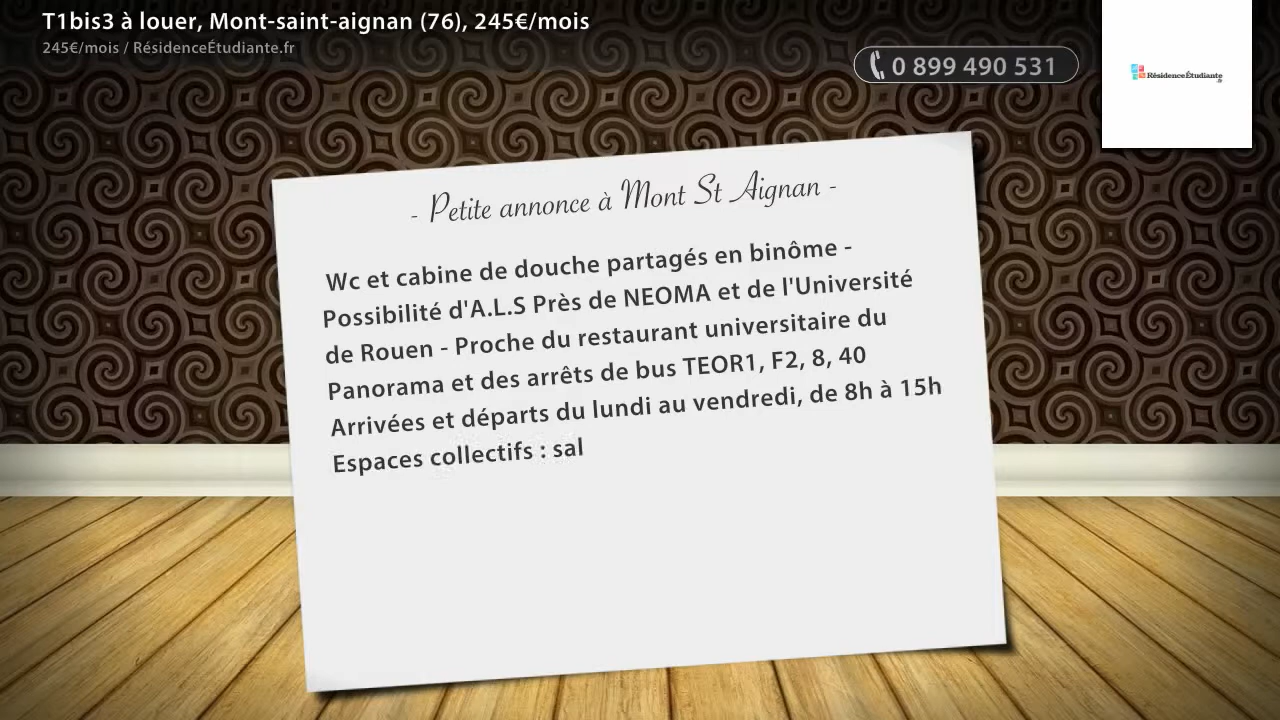 T1bis3 à louer, Mont-saint-aignan (76), 245€/mois
245€/mois / RésidenceÉtudiante.fr
0 899 490 531
RésidenceÉtudiante
.fr
- Petite annonce à Mont St Aignan -
Wc et cabine de douche partagés en binôme -
Possibilité d'A.L.S Près de NEOMA et de l'Université
de Rouen - Proche du restaurant universitaire du
Panorama et des arrêts de bus TEOR1, F2, 8, 40
Arrivées et départs du lundi au vendredi, de 8h à 15h
Espaces collectifs : sal